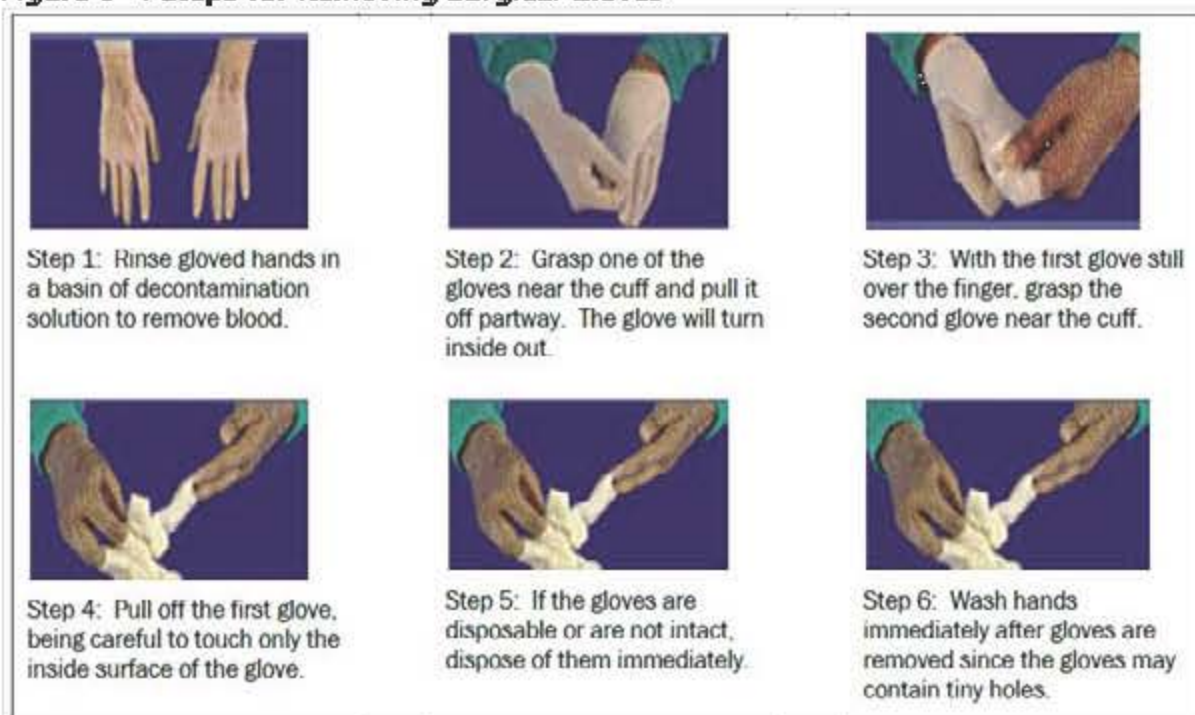 Step 1: Rinse gloved hands in
a basin of decontamination
solution to remove blood.
Step 2: Grasp one of the
gloves near the cuff and pull it
off partway. The glove will turn
inside out.
Step 3: With the first glove still
over the finger, grasp the
second glove near the cuff.
Step 4: Pull off the first glove,
being careful to touch only the
inside surface of the glove.
Step 5: If the gloves are
disposable or are not intact,
dispose of them immediately.
Step 6: Wash hands
immediately after gloves are
removed since the gloves may
contain tiny holes.